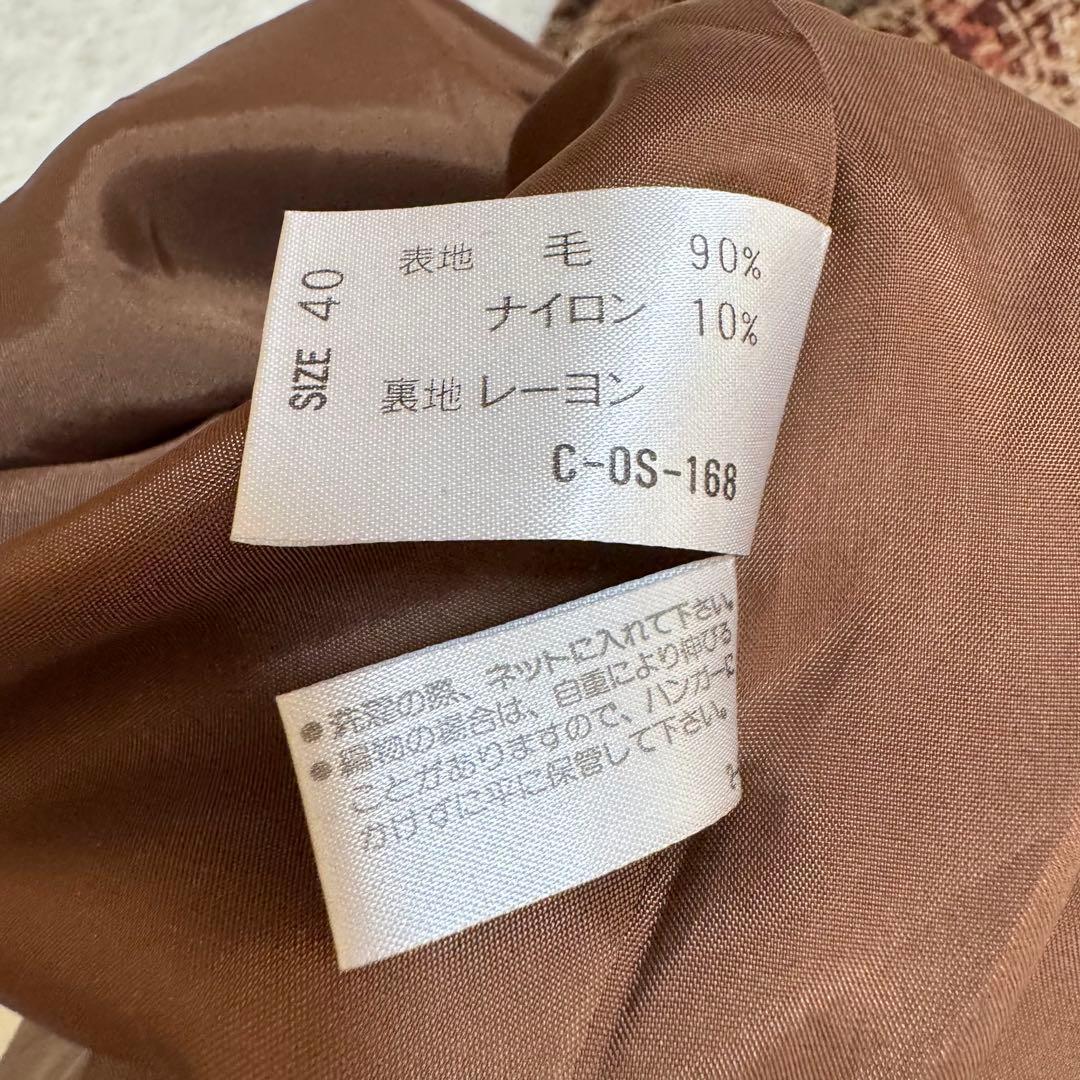 SIZE 40
表地 毛 90%
ナイロン 10%
裏地 レーヨン
C-OS-168
の際、ネットに入れて下さい。
● 編物の場合は、自重により伸びる
ことがありますので、ハンガーに
かけずに平に保管して下さい。